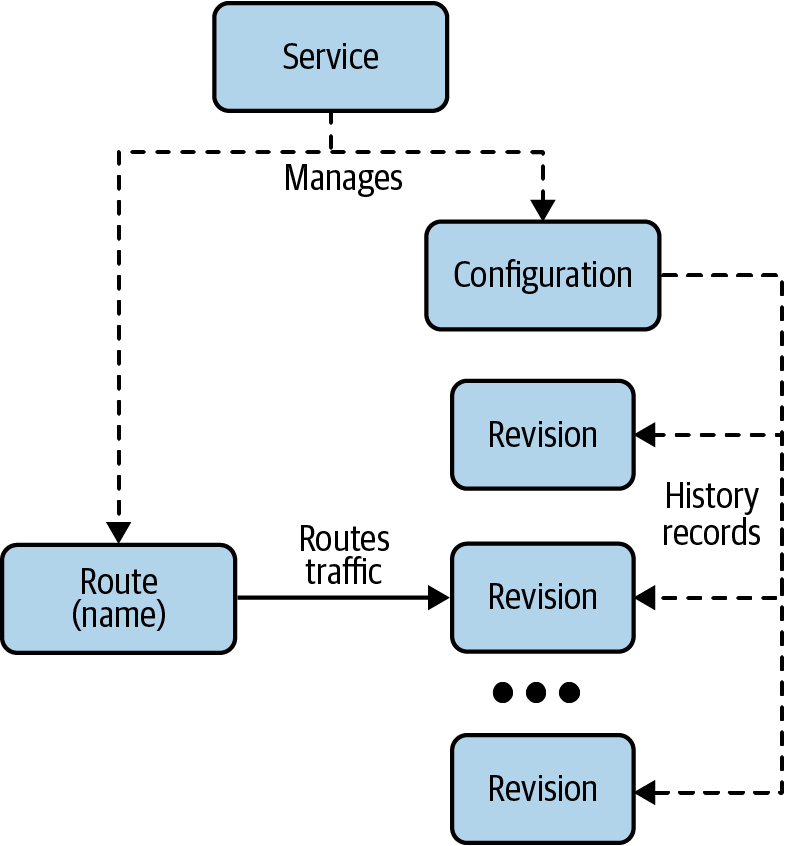 Service
Manages
Configuration
Revision
History
records
Routes
traffic
Route
(name)
Revision
Revision